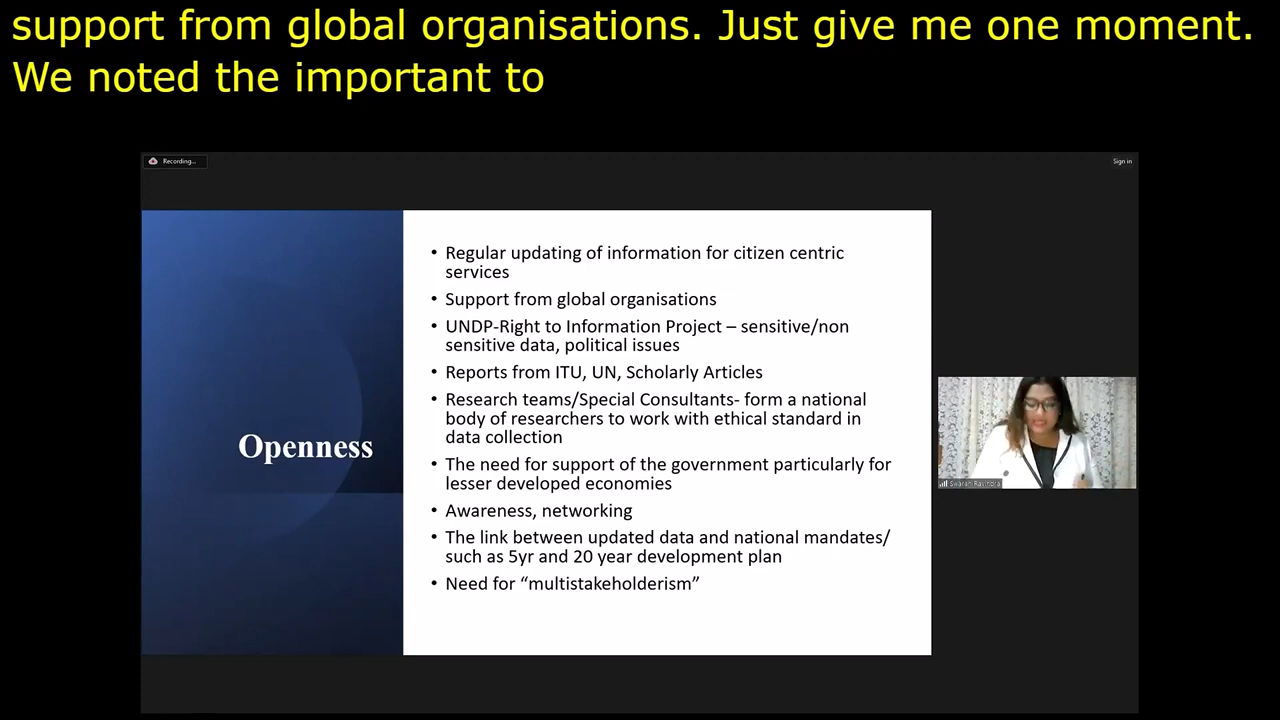 support from global organisations. Just give me one moment.
We noted the important to
Recording...
Sign in
Openness
• Regular updating of information for citizen centric
services
• Support from global organisations
• UNDP-Right to Information Project – sensitive/non
sensitive data, political issues
• Reports from ITU, UN, Scholarly Articles
• Research teams/Special Consultants- form a national
body of researchers to work with ethical standard in
data collection
• The need for support of the government particularly for
lesser developed economies
• Awareness, networking
• The link between updated data and national mandates/
such as 5yr and 20 year development plan
• Need for “multistakeholderism”
Swaran Ravindra